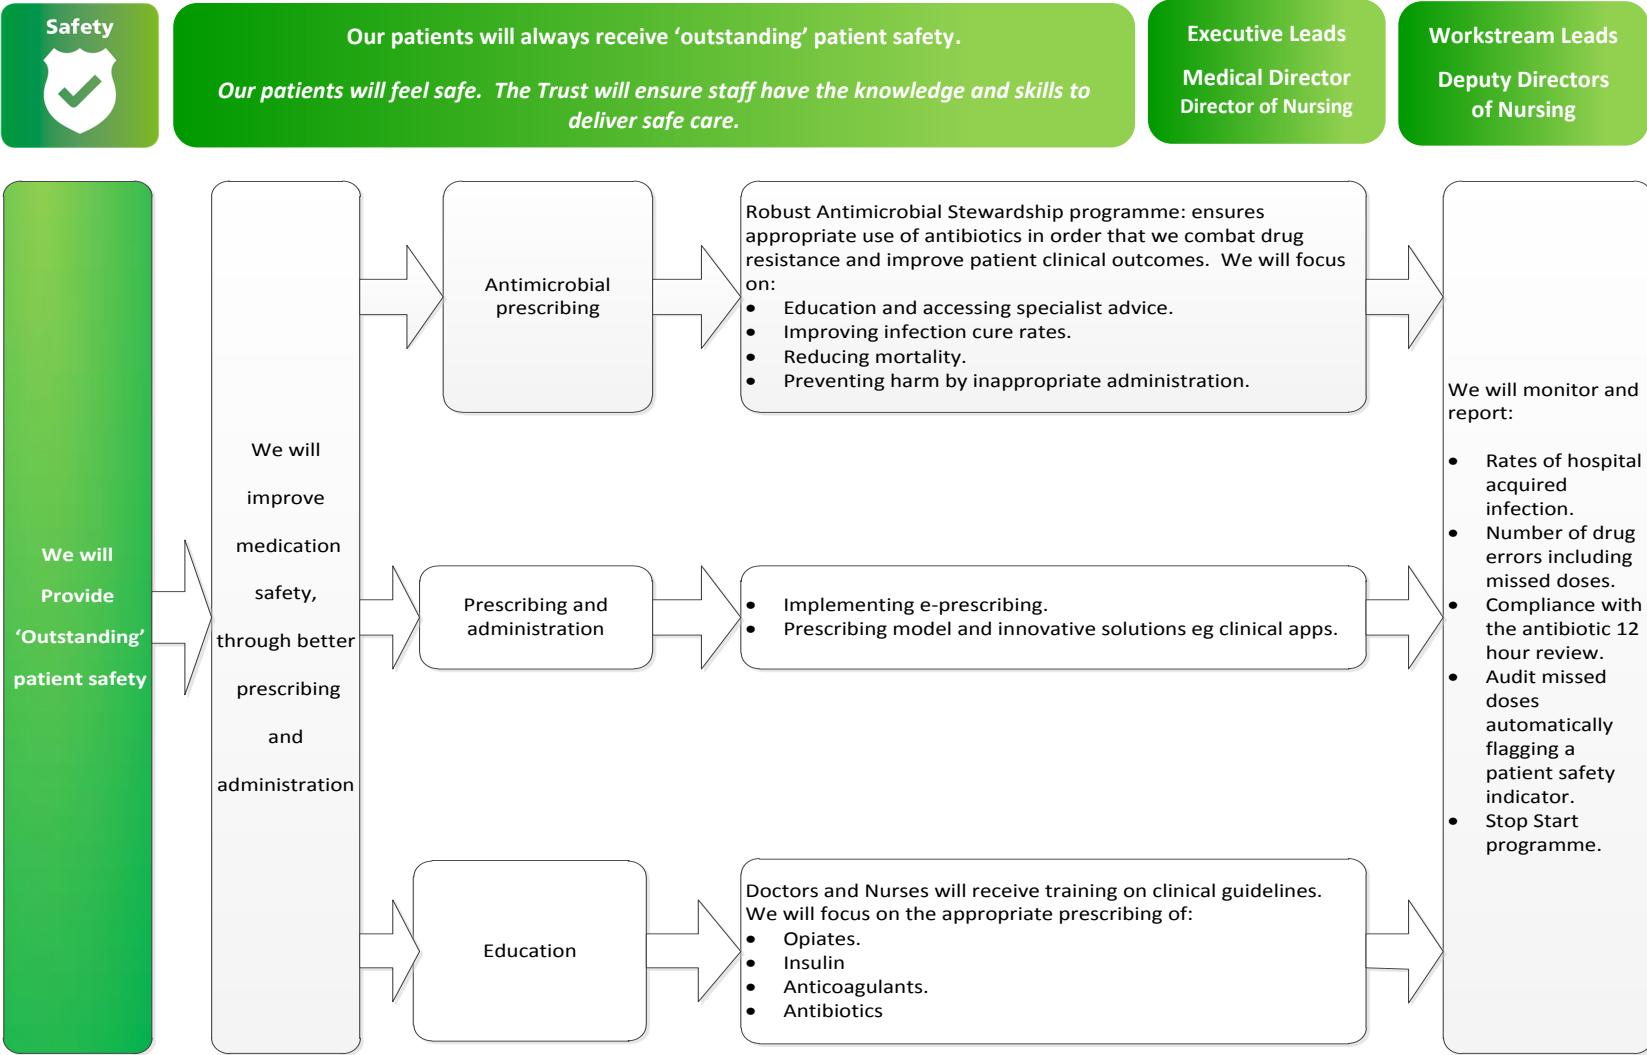 Safety
Our patients will always receive ‘outstanding’ patient safety.
Our patients will feel safe.  The Trust will ensure staff have the knowledge and skills to
deliver safe care.
Executive Leads
Medical Director
Director of Nursing
Workstream Leads
Deputy Directors
of Nursing
We will
Provide
‘Outstanding’
patient safety
We will
improve
medication
safety,
through better
prescribing
and
administration
Antimicrobial
prescribing
Robust Antimicrobial Stewardship programme: ensures
appropriate use of antibiotics in order that we combat drug
resistance and improve patient clinical outcomes.  We will focus
on:
• Education and accessing specialist advice.
• Improving infection cure rates.
• Reducing mortality.
• Preventing harm by inappropriate administration.
Prescribing and
administration
• Implementing e-prescribing.
• Prescribing model and innovative solutions eg clinical apps.
Education
Doctors and Nurses will receive training on clinical guidelines.
We will focus on the appropriate prescribing of:
• Opiates.
• Insulin
• Anticoagulants.
• Antibiotics
We will monitor and
report:
• Rates of hospital
acquired
infection.
• Number of drug
errors including
missed doses.
• Compliance with
the antibiotic 12
hour review.
• Audit missed
doses
automatically
flagging a
patient safety
indicator.
• Stop Start
programme.